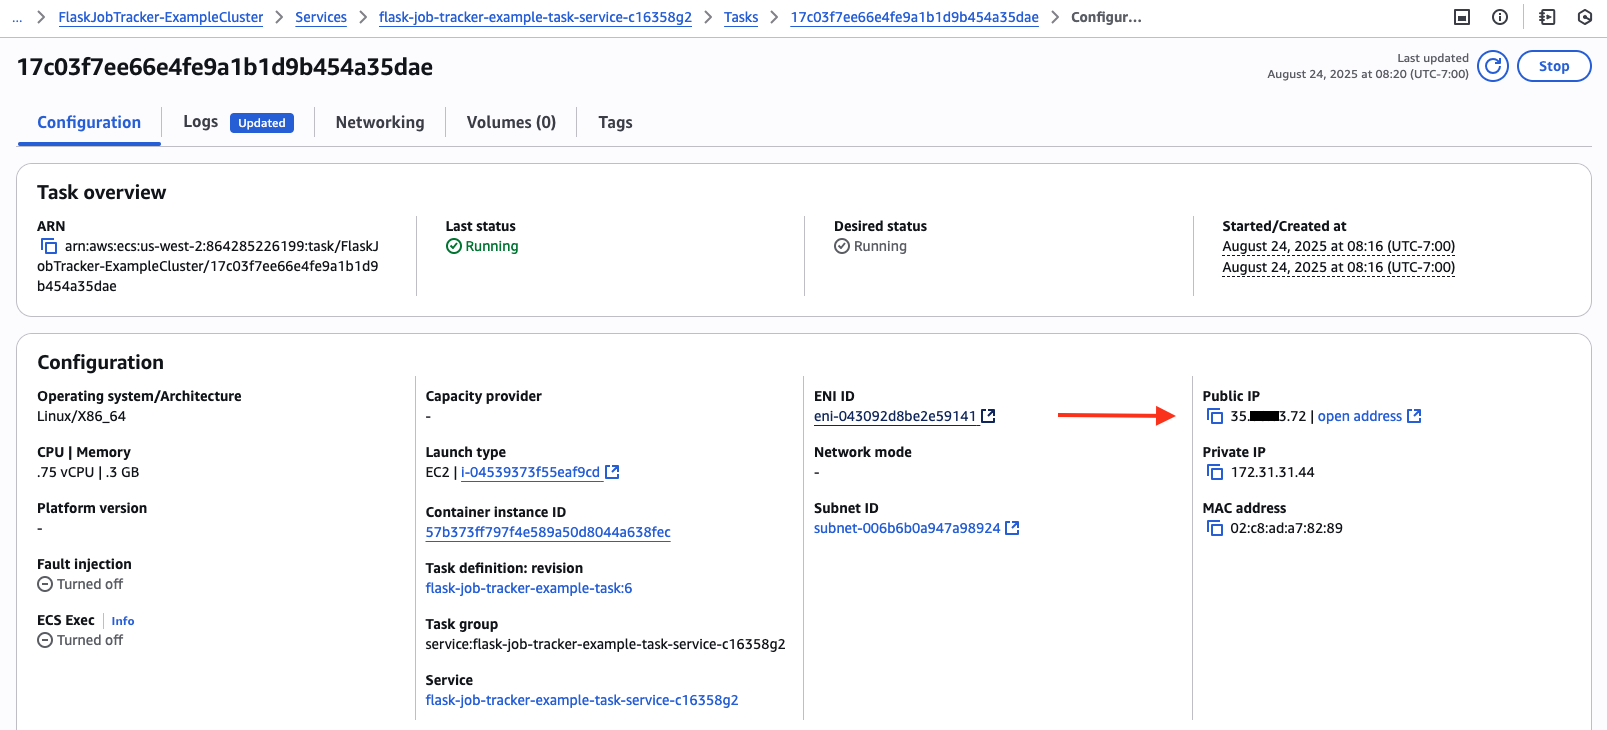 ... FlaskJobTracker-ExampleCluster Services flask-job-tracker-example-task-service-c16358g2 Tasks 17c03f7ee66e4fe9a1b1d9b454a35dae Configur...
17c03f7ee66e4fe9a1b1d9b454a35dae
Last updated
August 24, 2025 at 08:20 (UTC-7:00)
Stop
Configuration Logs Updated Networking Volumes (0) Tags
Task overview
ARN
arn:aws:ecs:us-west-2:864285226199:task/FlaskJ
obTracker-ExampleCluster/17c03f7ee66e4fe9a1b1d9
b454a35dae
Last status
Running
Desired status
Running
Started/Created at
August 24, 2025 at 08:16 (UTC-7:00)
August 24, 2025 at 08:16 (UTC-7:00)
Configuration
Operating system/Architecture
Linux/X86_64
CPU | Memory
.75 vCPU | .3 GB
Platform version
-
Fault injection
Turned off
ECS Exec | Info
Turned off
Capacity provider
-
Launch type
EC2 | i-04539373f55eaf9cd
Container instance ID
57b373ff797f4e589a50d8044a638fec
Task definition: revision
flask-job-tracker-example-task:6
Task group
service:flask-job-tracker-example-task-service-c16358g2
Service
flask-job-tracker-example-task-service-c16358g2
ENI ID
eni-043092d8be2e59141
Network mode
-
Subnet ID
subnet-006b6b0a947a98924
Public IP
35. 3.72 | open address
Private IP
172.31.31.44
MAC address
02:c8:ad:a7:82:89